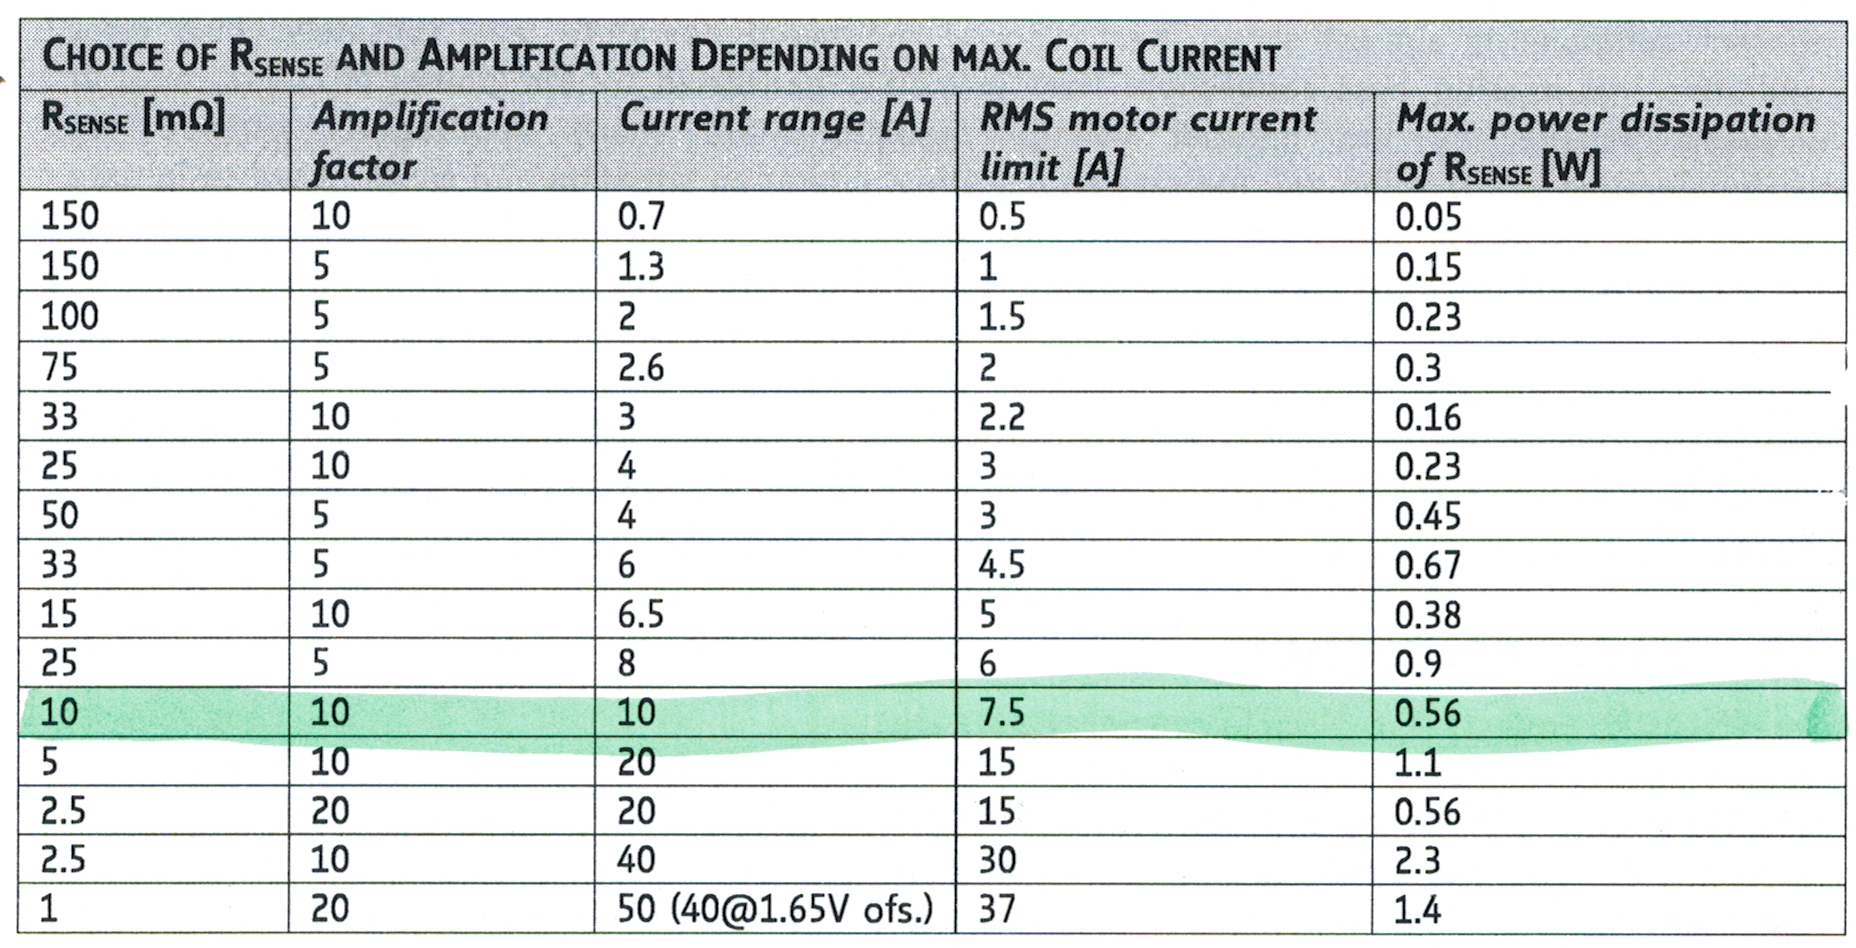 CHOICE OF RSENSE AND AMPLIFICATION DEPENDING ON MAX. COIL CURRENT
RSENSE [mΩ] Amplification factor Current range [A] RMS motor current limit [A] Max. power dissipation of RSENSE [W]
150 10 0.7 0.5 0.05
150 5 1.3 1 0.15
100 5 2 1.5 0.23
75 5 2.6 2 0.3
33 10 3 2.2 0.16
25 10 4 3 0.23
50 5 4 3 0.45
33 5 6 4.5 0.67
15 10 6.5 5 0.38
25 5 8 6 0.9
10 10 10 7.5 0.56
5 10 20 15 1.1
2.5 20 20 15 0.56
2.5 10 40 30 2.3
1 20 50 (40@1.65V ofs.) 37 1.4